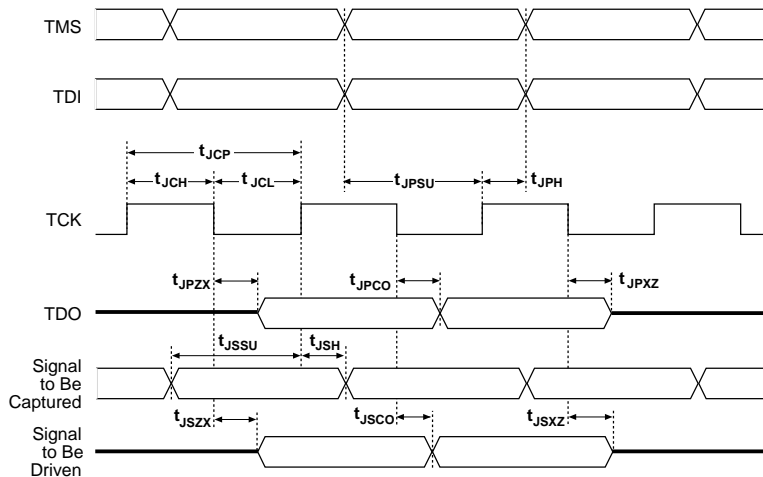 TMS
TDI
tJCP
tJCH
tJCL
tJPSU
tJPH
TCK
tJPZX
tJPCO
tJPXZ
TDO
tJSSU
tJSH
Signal
to Be
Captured
tJSZX
tJSCO
tJSXZ
Signal
to Be
Driven